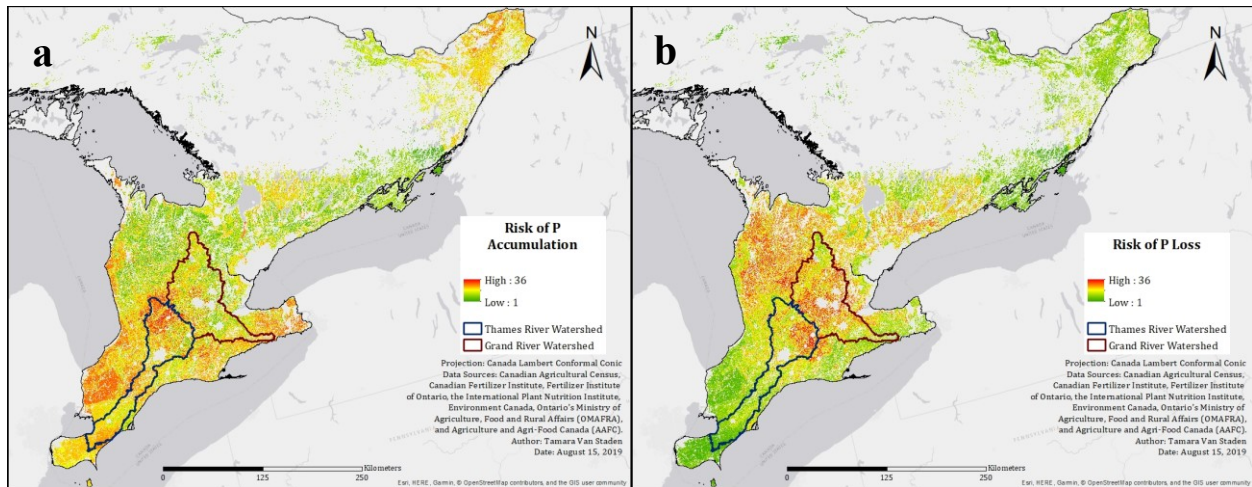 a
N
Risk of P
Accumulation
High : 36
Low : 1
Thames River Watershed
Grand River Watershed
Projection: Canada Lambert Conformal Conic
Data Sources: Canadian Agricultural Census,
Canadian Fertilizer Institute, Fertilizer Institute
of Ontario, the International Plant Nutrition Institute,
Environment Canada, Ontario's Ministry of
Agriculture, Food and Rural Affairs (OMAFRA),
and Agriculture and Agri-Food Canada (AAFC).
Author: Tamara Van Staden
Date: August 15, 2019
Kilometers
0 125 250
Esri, HERE, Garmin, © OpenStreetMap contributors, and the GIS user community
b
N
Risk of P Loss
High : 36
Low : 1
Thames River Watershed
Grand River Watershed
Projection: Canada Lambert Conformal Conic
Data Sources: Canadian Agricultural Census,
Canadian Fertilizer Institute, Fertilizer Institute
of Ontario, the International Plant Nutrition Institute,
Environment Canada, Ontario's Ministry of
Agriculture, Food and Rural Affairs (OMAFRA),
and Agriculture and Agri-Food Canada (AAFC).
Author: Tamara Van Staden
Date: August 15, 2019
Kilometers
0 125 250
Esri, HERE, Garmin, © OpenStreetMap contributors, and the GIS user community